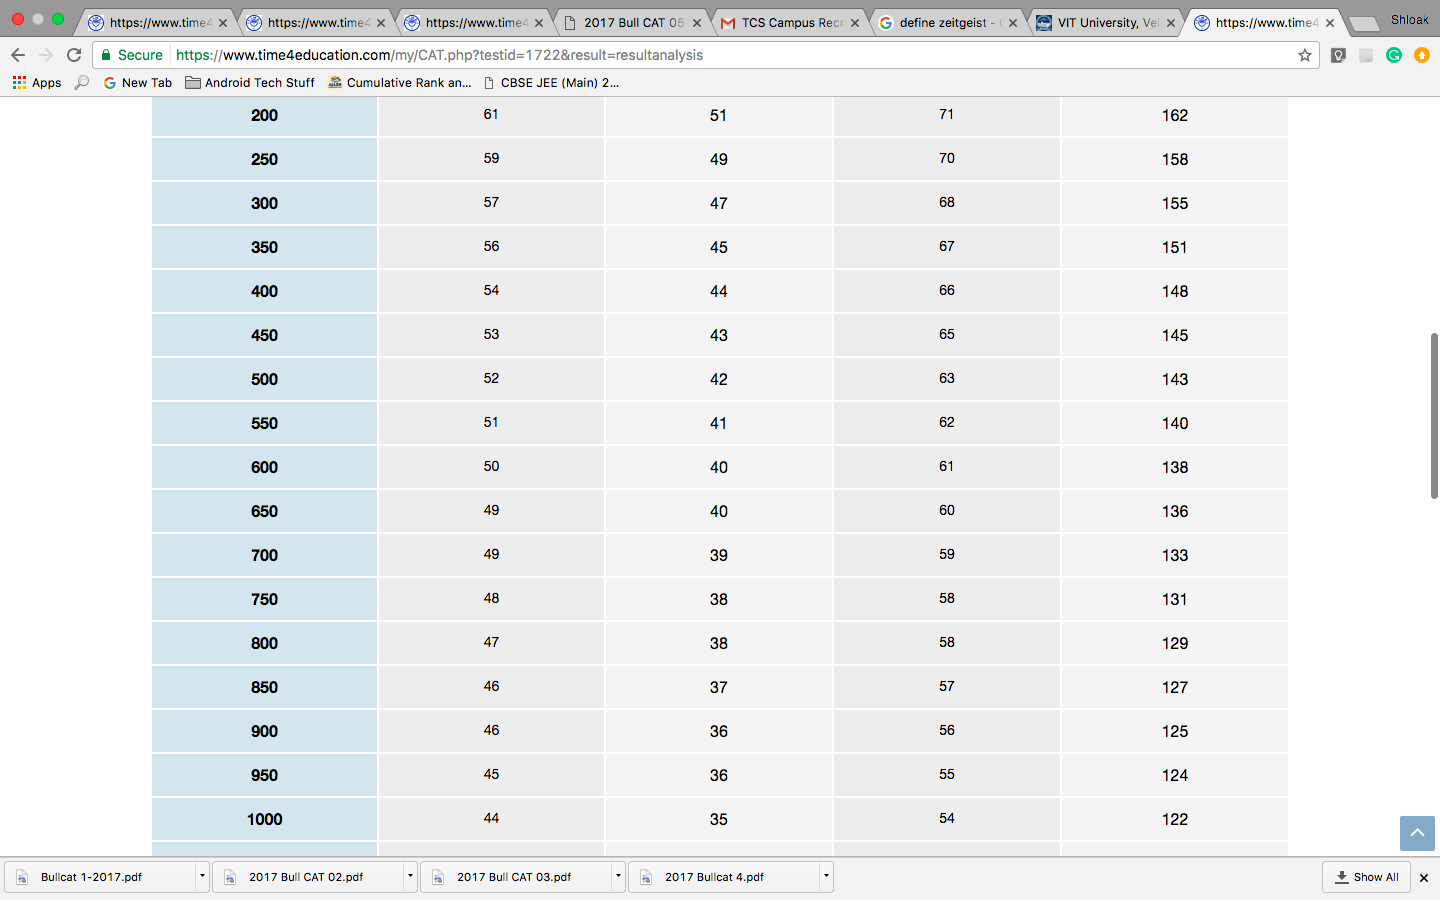 https://www.time4 https://www.time4 https://www.time4 2017 Bull CAT 05 TCS Campus Recr define zeitgeist - VIT University, Vel https://www.time4 Shloak
Secure https://www.time4education.com/my/CAT.php?testid=1722&result=resultanalysis
Apps New Tab Android Tech Stuff Cumulative Rank an... CBSE JEE (Main) 2...
200 61 51 71 162
250 59 49 70 158
300 57 47 68 155
350 56 45 67 151
400 54 44 66 148
450 53 43 65 145
500 52 42 63 143
550 51 41 62 140
600 50 40 61 138
650 49 40 60 136
700 49 39 59 133
750 48 38 58 131
800 47 38 58 129
850 46 37 57 127
900 46 36 56 125
950 45 36 55 124
1000 44 35 54 122
Bullcat 1-2017.pdf 2017 Bull CAT 02.pdf 2017 Bull CAT 03.pdf 2017 Bullcat 4.pdf Show All